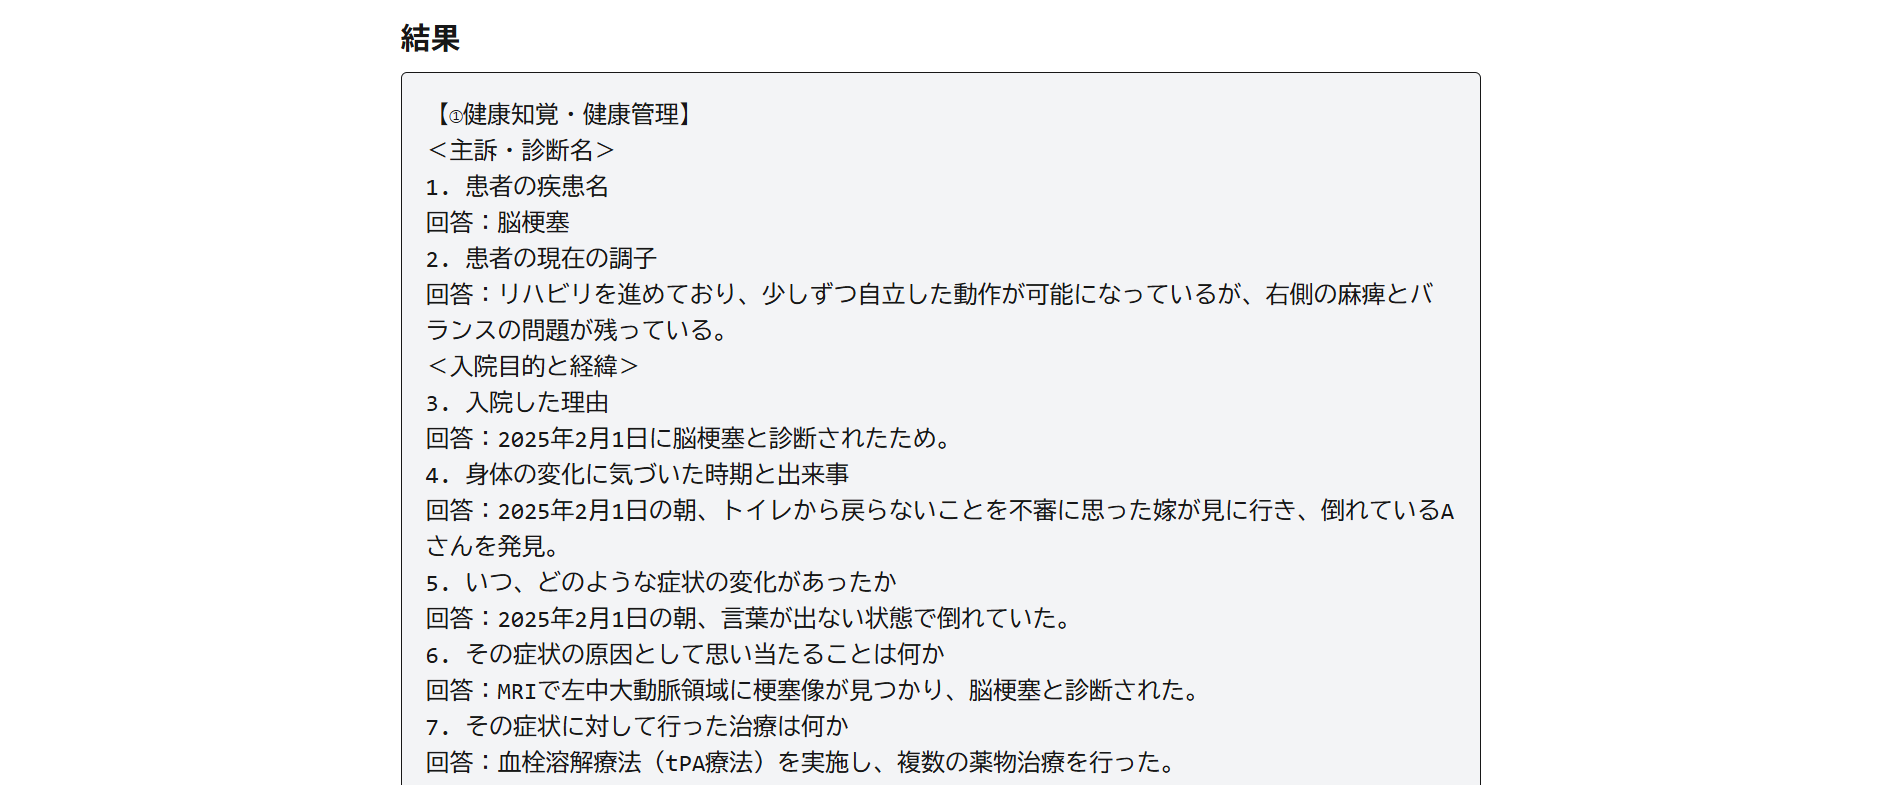 結果
【①健康知覚・健康管理】
＜主訴・診断名＞
1. 患者の疾患名
回答：脳梗塞
2. 患者の現在の調子
回答：リハビリを進めており、少しずつ自立した動作が可能になっているが、右側の麻痺とバ
ランスの問題が残っている。
＜入院目的と経緯＞
3. 入院した理由
回答：2025年2月1日に脳梗塞と診断されたため。
4. 身体の変化に気づいた時期と出来事
回答：2025年2月1日の朝、トイレから戻らないことを不審に思った嫁が見に行き、倒れているA
さんを発見。
5. いつ、どのような症状の変化があったか
回答：2025年2月1日の朝、言葉が出ない状態で倒れていた。
6. その症状の原因として思い当たることは何か
回答：MRIで左中大動脈領域に梗塞像が見つかり、脳梗塞と診断された。
7. その症状に対して行った治療は何か
回答：血栓溶解療法（tPA療法）を実施し、複数の薬物治療を行った。